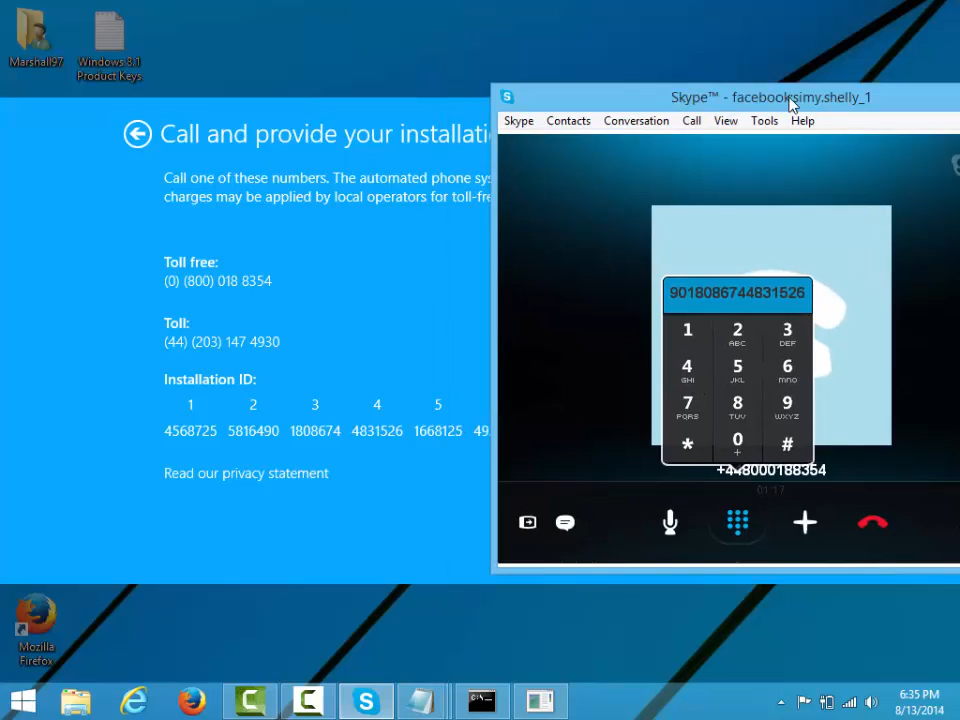 Marshall97
Windows 8.1
Product Keys
Skype™ - facebook:simy.shelly_1
Skype Contacts Conversation Call View Tools Help
Call and provide your installati
Call one of these numbers. The automated phone sys
charges may be applied by local operators for toll-fre
Toll free:
(0) (800) 018 8354
Toll:
(44) (203) 147 4930
Installation ID:
1 2 3 4 5
4568725 5816490 1808674 4831526 1668125 49
Read our privacy statement
9018086744831526
1 2 3
ABC DEF
4 5 6
GHI JKL MNO
7 8 9
PQRS TUV WXYZ
* 0 #
+
+448000188354
01:17
Mozilla
Firefox
6:35 PM
8/13/2014